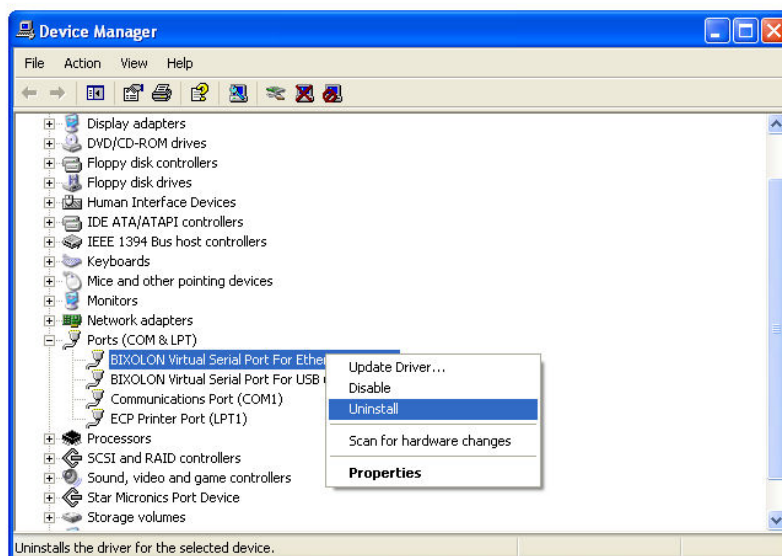 Device Manager
File Action View Help
Display adapters
DVD/CD-ROM drives
Floppy disk controllers
Floppy disk drives
Human Interface Devices
IDE ATA/ATAPI controllers
IEEE 1394 Bus host controllers
Keyboards
Mice and other pointing devices
Monitors
Network adapters
Ports (COM & LPT)
BIXOLON Virtual Serial Port For
BIXOLON Virtual Serial Port For USB
Communications Port (COM1)
ECP Printer Port (LPT1)
Processors
SCSI and RAID controllers
Sound, video and game controllers
Star Micronics Port Device
Storage volumes
Update Driver...
Disable
Uninstall
Scan for hardware changes
Properties
Uninstalls the driver for the selected device.